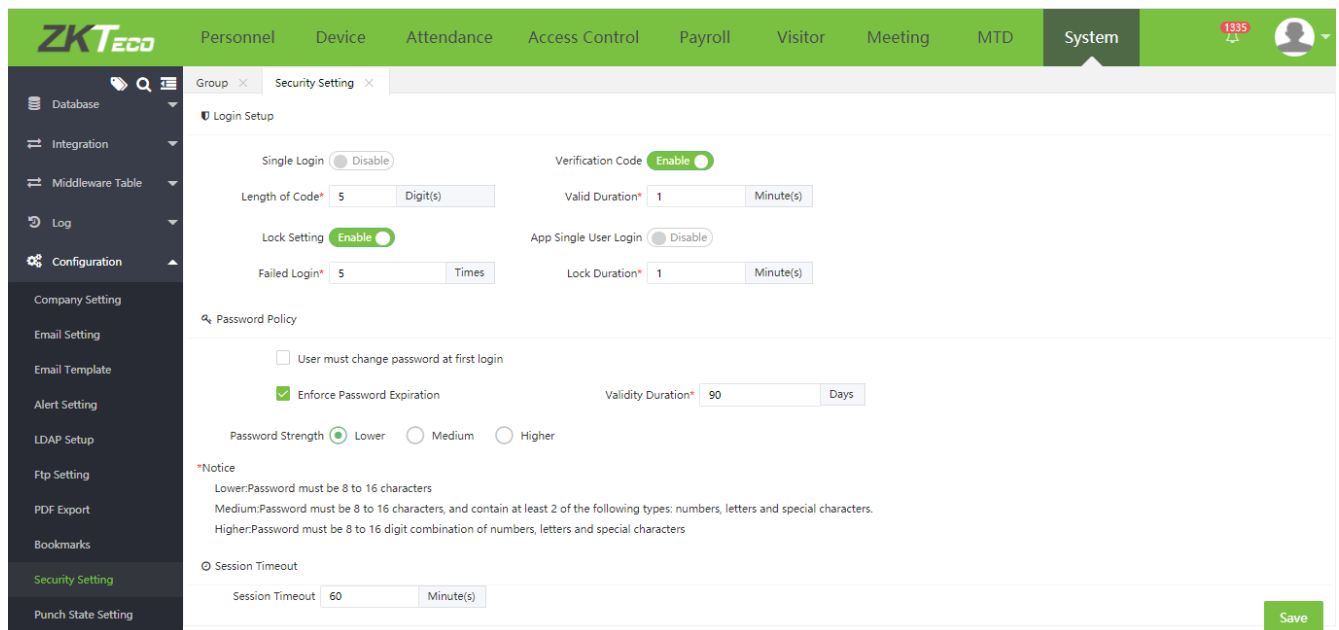 ZKTECO Personnel Device Attendance Access Control Payroll Visitor Meeting MTD System 1335
Group Security Setting
Database
Integration
Middleware Table
Log
Configuration
Company Setting
Email Setting
Email Template
Alert Setting
LDAP Setup
Ftp Setting
PDF Export
Bookmarks
Security Setting
Punch State Setting
Login Setup
Single Login Disable Verification Code Enable
Length of Code* 5 Digit(s) Valid Duration* 1 Minute(s)
Lock Setting Enable App Single User Login Disable
Failed Login* 5 Times Lock Duration* 1 Minute(s)
Password Policy
User must change password at first login
Enforce Password Expiration Validity Duration* 90 Days
Password Strength Lower Medium Higher
*Notice
Lower:Password must be 8 to 16 characters
Medium:Password must be 8 to 16 characters, and contain at least 2 of the following types: numbers, letters and special characters.
Higher:Password must be 8 to 16 digit combination of numbers, letters and special characters
Session Timeout
Session Timeout 60 Minute(s)
Save